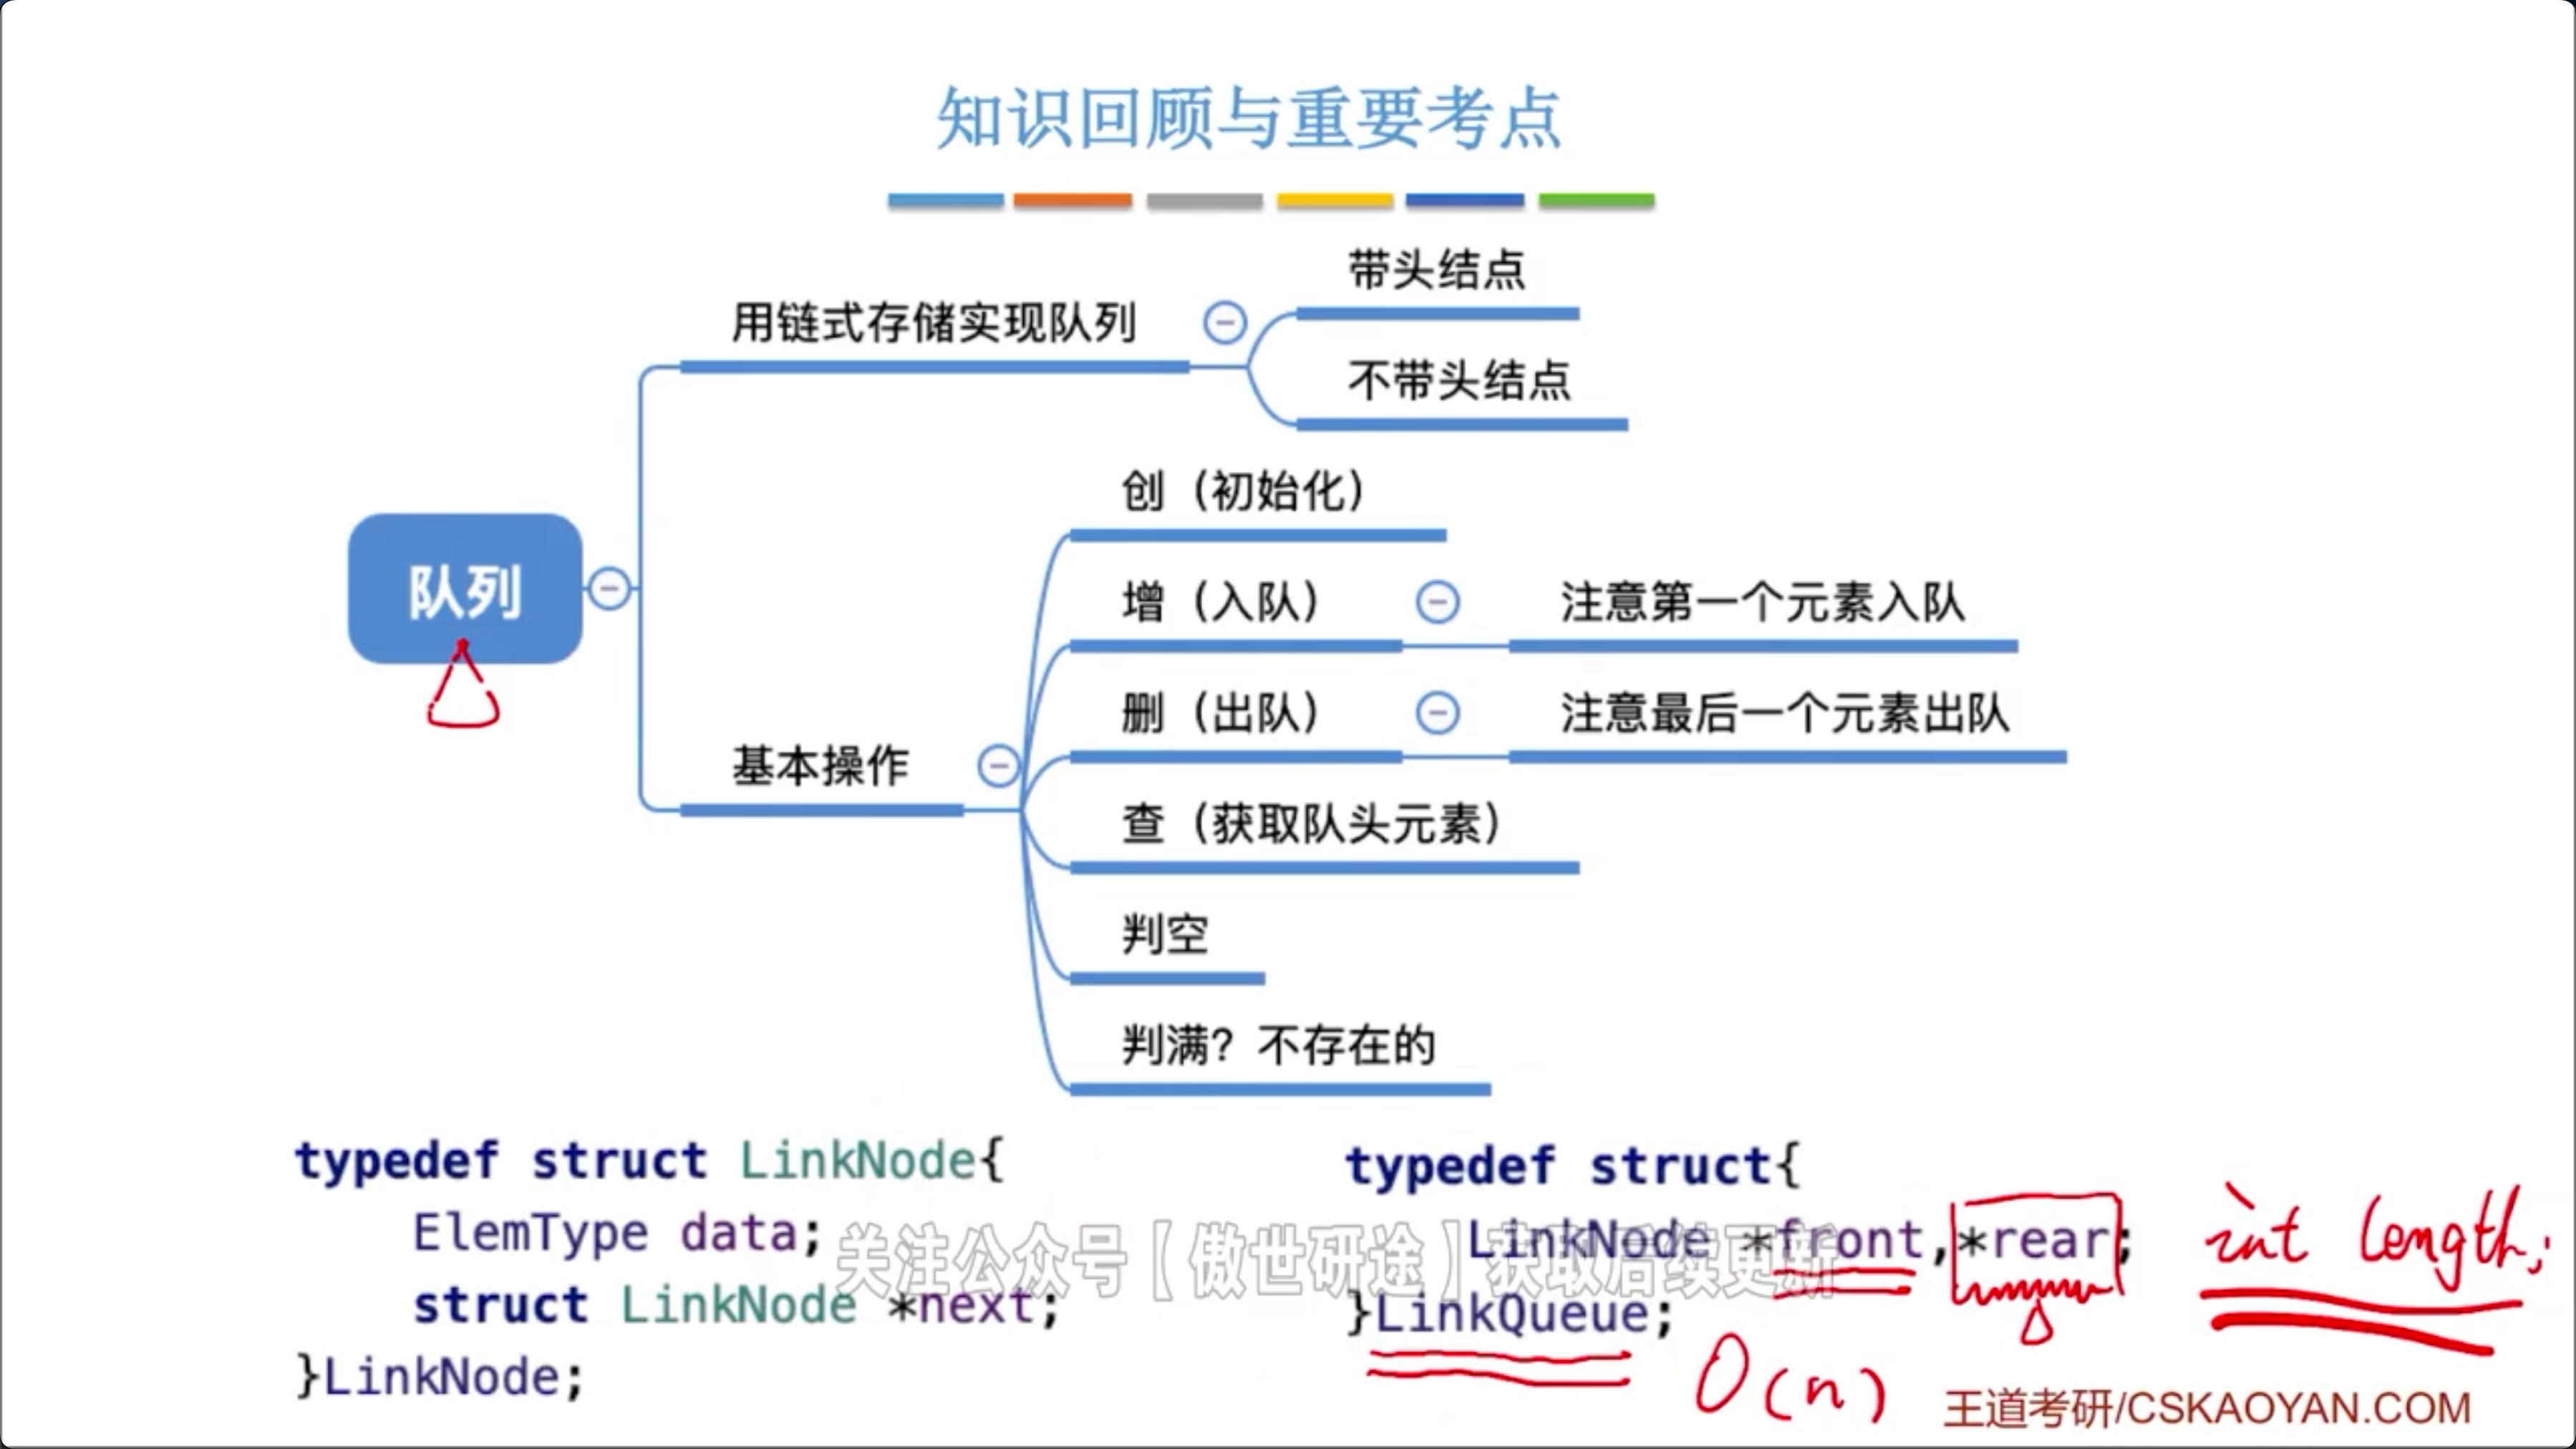 知识回顾与重要考点
带头结点
用链式存储实现队列
不带头结点
创（初始化）
增（入队）
注意第一个元素入队
队列
删（出队）
注意最后一个元素出队
基本操作
查（获取队头元素）
判空
判满？不存在的
typedef struct LinkNode{
ElemType data;
struct LinkNode *next;
}LinkNode;
typedef struct{
LinkNode *front,*rear;
}LinkQueue;
int length;
O(n)
关注公众号【傲世研途】获取后续更新
王道考研/CSKAOYAN.COM